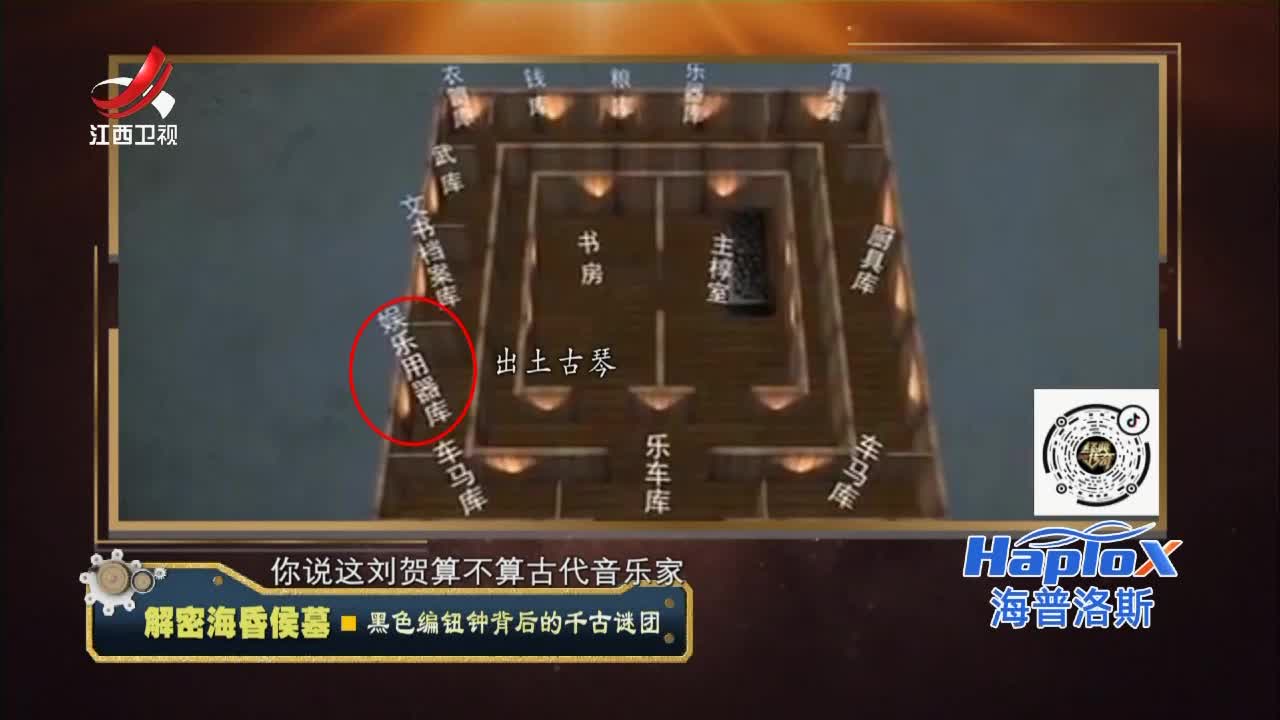 江西卫视
衣笥库
钱库
粮库
乐器库
酒具库
武库
文书档案库
娱乐用器库
车马库
书房
主椁室
厨具库
出土古琴
乐车库
车马库
经典传奇
HaploX
海普洛斯
你说这刘贺算不算古代音乐家
解密海昏侯墓 黑色编钮钟背后的千古谜团